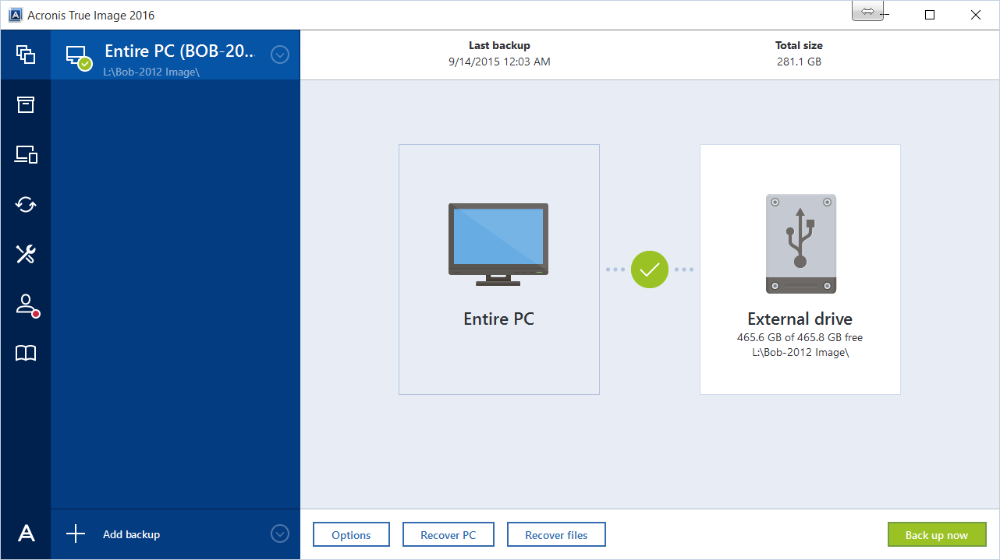 Acronis True Image 2016
Entire PC (BOB-20...
L:\Bob-2012 Image\
Last backup
9/14/2015 12:03 AM
Total size
281.1 GB
Entire PC
External drive
465.6 GB of 465.8 GB free
L:\Bob-2012 Image\
Add backup
Options
Recover PC
Recover files
Back up now